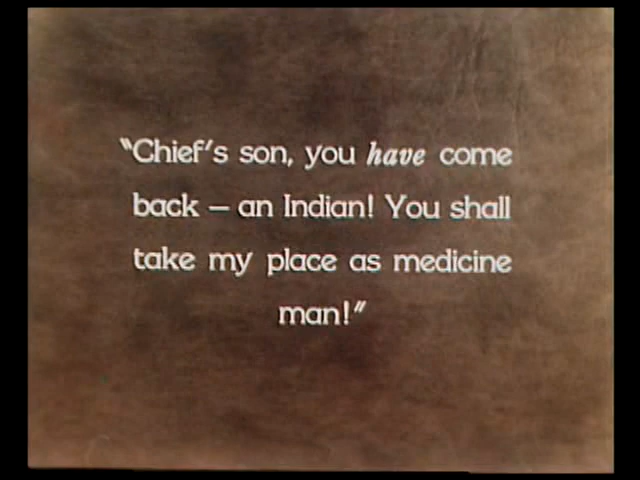 “Chief's son, you have come
back – an Indian! You shall
take my place as medicine
man!”